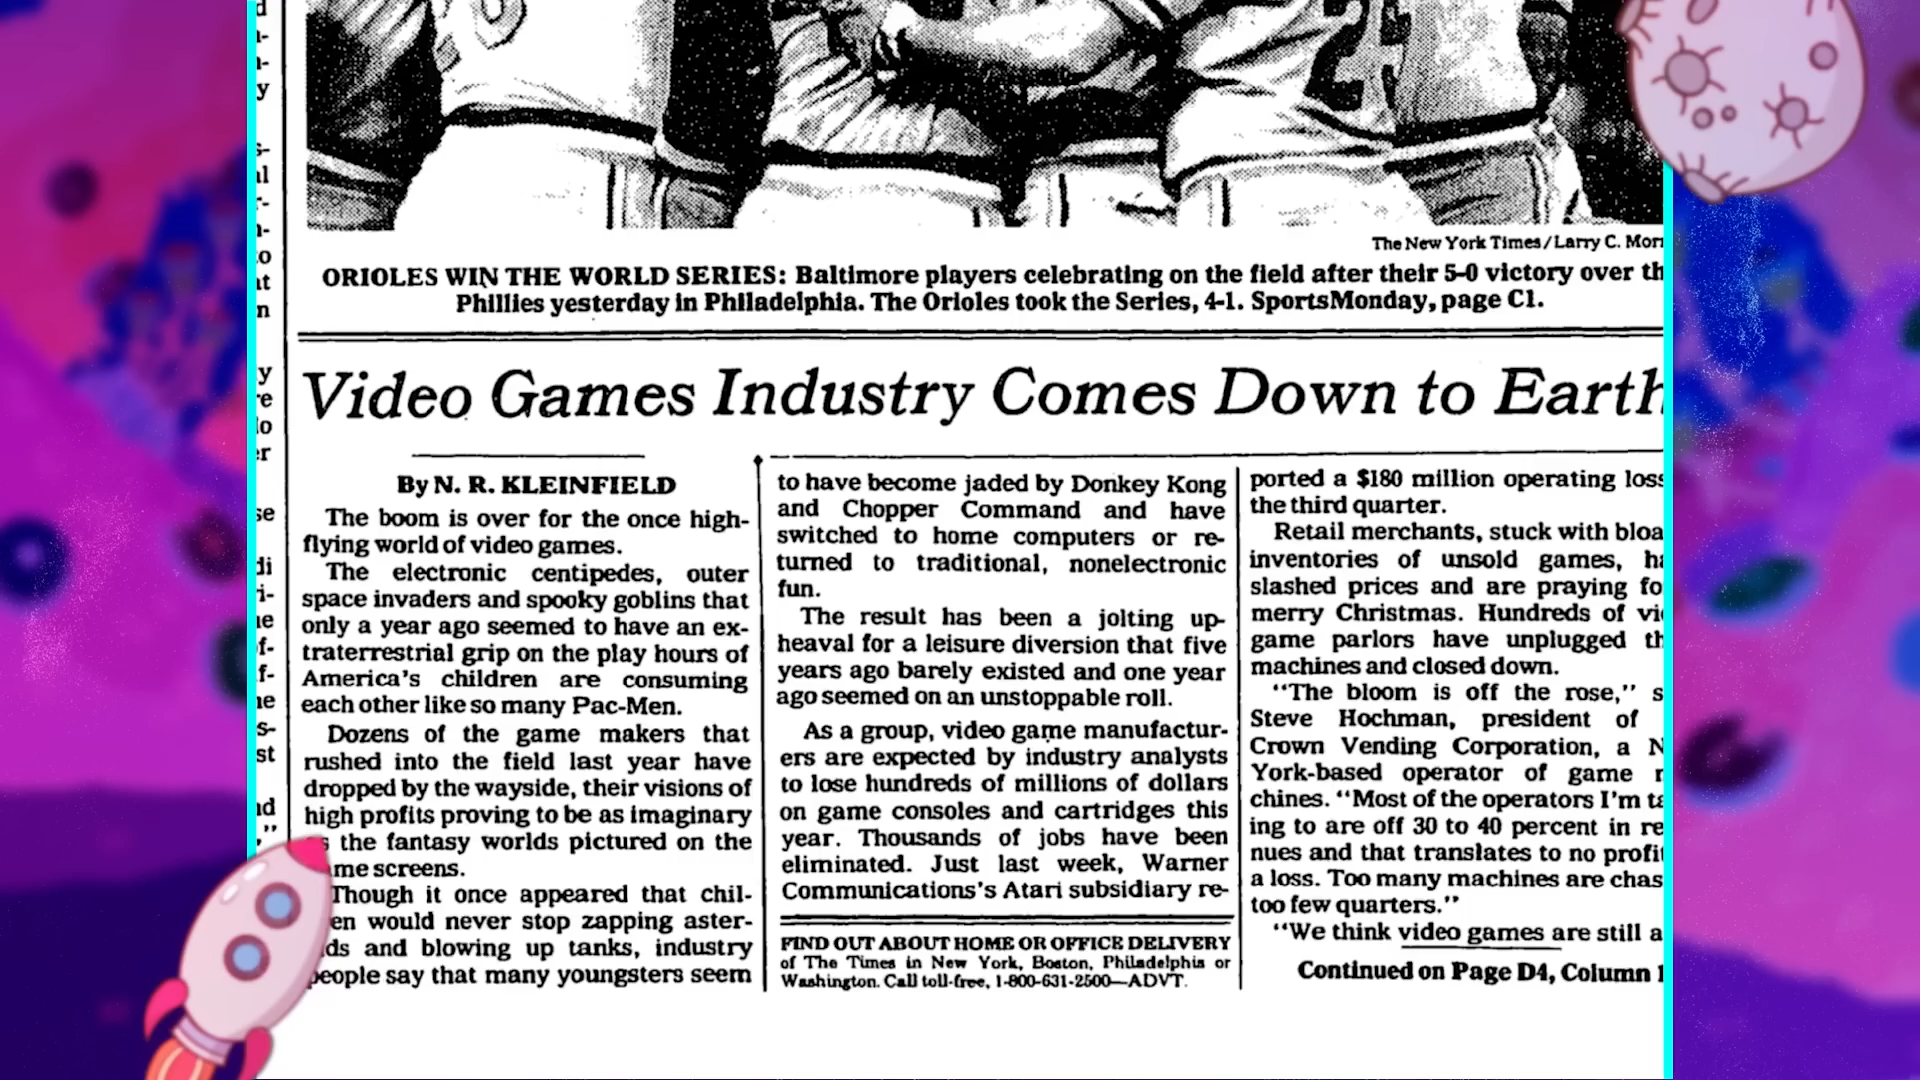 The New York Times/Larry C.
ORIOLES WIN THE WORLD SERIES: Baltimore players celebrating on the field after their 5-0 victory over
Phillies yesterday in Philadelphia. The Orioles took the Series, 4-1. SportsMonday, page C1.
Video Games Industry Comes Down to Earth
By N. R. KLEINFIELD
The boom is over for the once high-
flying world of video games.
The electronic centipedes, outer
space invaders and spooky goblins that
only a year ago seemed to have an ex-
traterrestrial grip on the play hours of
America's children are consuming
each other like so many Pac-Men.
Dozens of the game makers that
rushed into the field last year have
dropped by the wayside, their visions of
high profits proving to be as imaginary
the fantasy worlds pictured on the
screens.
Though it once appeared that chil-
would never stop zapping aster-
and blowing up tanks, industry
people say that many youngsters seem
to have become jaded by Donkey Kong
and Chopper Command and have
switched to home computers or re-
turned to traditional, nonelectronic
fun.
The result has been a jolting up-
heaval for a leisure diversion that five
years ago barely existed and one year
ago seemed on an unstoppable roll.
As a group, video game manufactur-
ers are expected by industry analysts
to lose hundreds of millions of dollars
on game consoles and cartridges this
year. Thousands of jobs have been
eliminated. Just last week, Warner
Communications's Atari subsidiary re-
FIND OUT ABOUT HOME OR OFFICE DELIVERY
of The Times in New York, Boston, Philadelphia or
Washington. Call toll-free, 1-800-631-2500—ADVT.
ported a $180 million operating loss
the third quarter.
Retail merchants, stuck with
inventories of unsold games,
slashed prices and are praying
merry Christmas. Hundreds of
game parlors have unplugged
machines and closed down.
"The bloom is off the rose,"
Steve Hochman, president of
Crown Vending Corporation, a
York-based operator of game
chines. "Most of the operators I'm
ing to are off 30 to 40 percent in
nues and that translates to no profit
a loss. Too many machines are
too few quarters."
"We think video games are still a
Continued on Page D4, Column 1